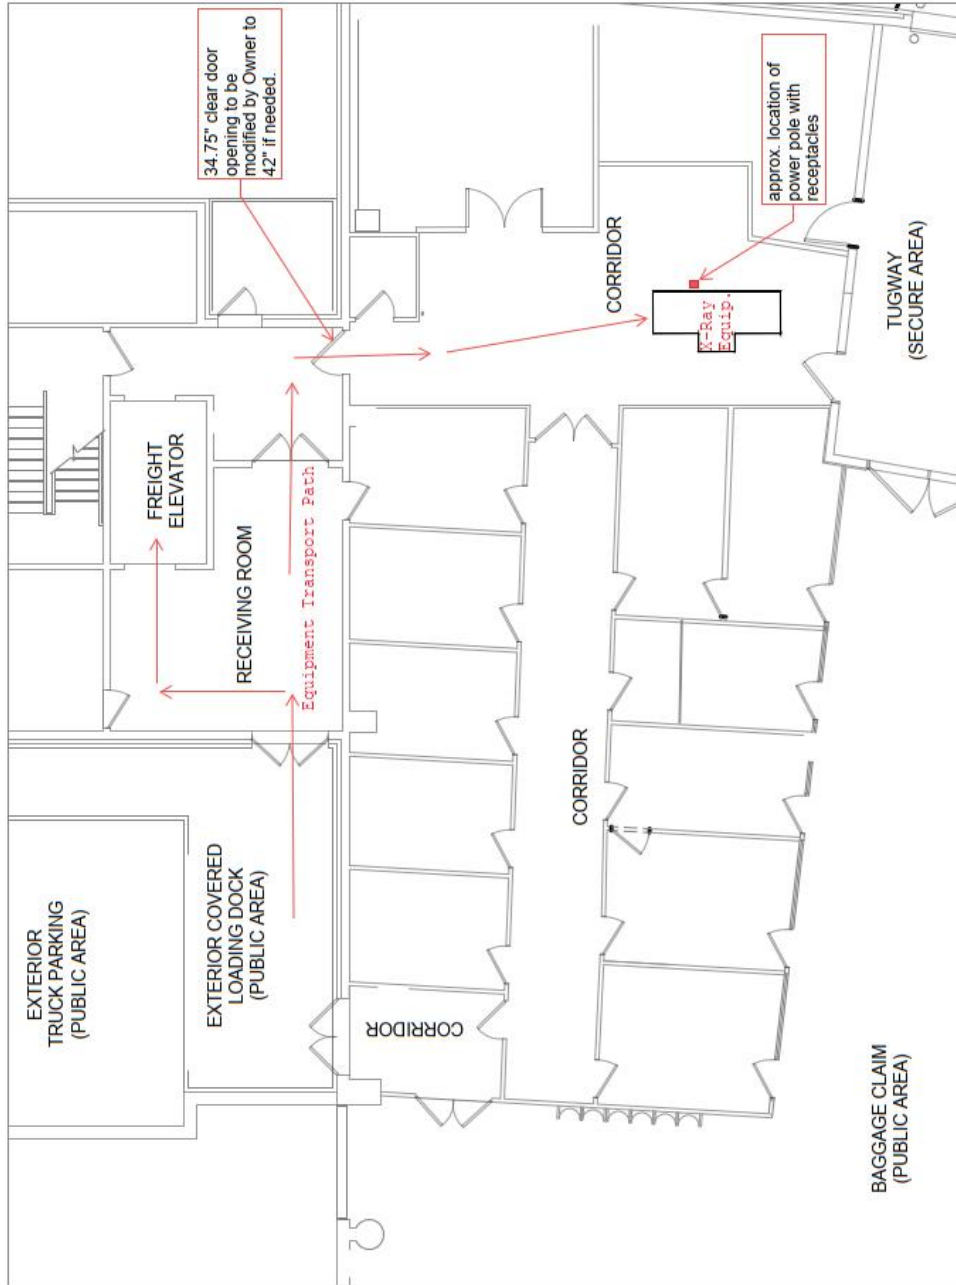 34.75" clear door
opening to be
modified by Owner to
42" if needed.
approx. location of
power pole with
receptacles
FREIGHT
ELEVATOR
CORRIDOR
X-Ray
Equip.
TUGWAY
(SECURE AREA)
RECEIVING ROOM
Equipment Transport Path
EXTERIOR
TRUCK PARKING
(PUBLIC AREA)
EXTERIOR COVERED
LOADING DOCK
(PUBLIC AREA)
CORRIDOR
CORRIDOR
BAGGAGE CLAIM
(PUBLIC AREA)